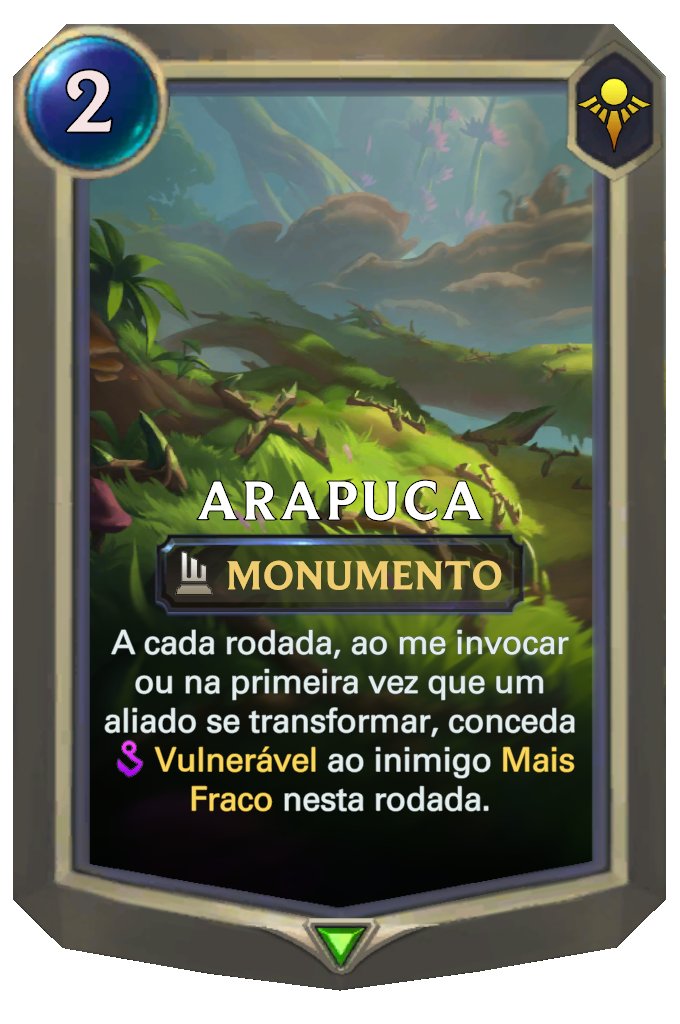 2
ARAPUCA
MONUMENTO
A cada rodada, ao me invocar
ou na primeira vez que um
aliado se transformar, conceda
Vulnerável ao inimigo Mais
Fraco nesta rodada.